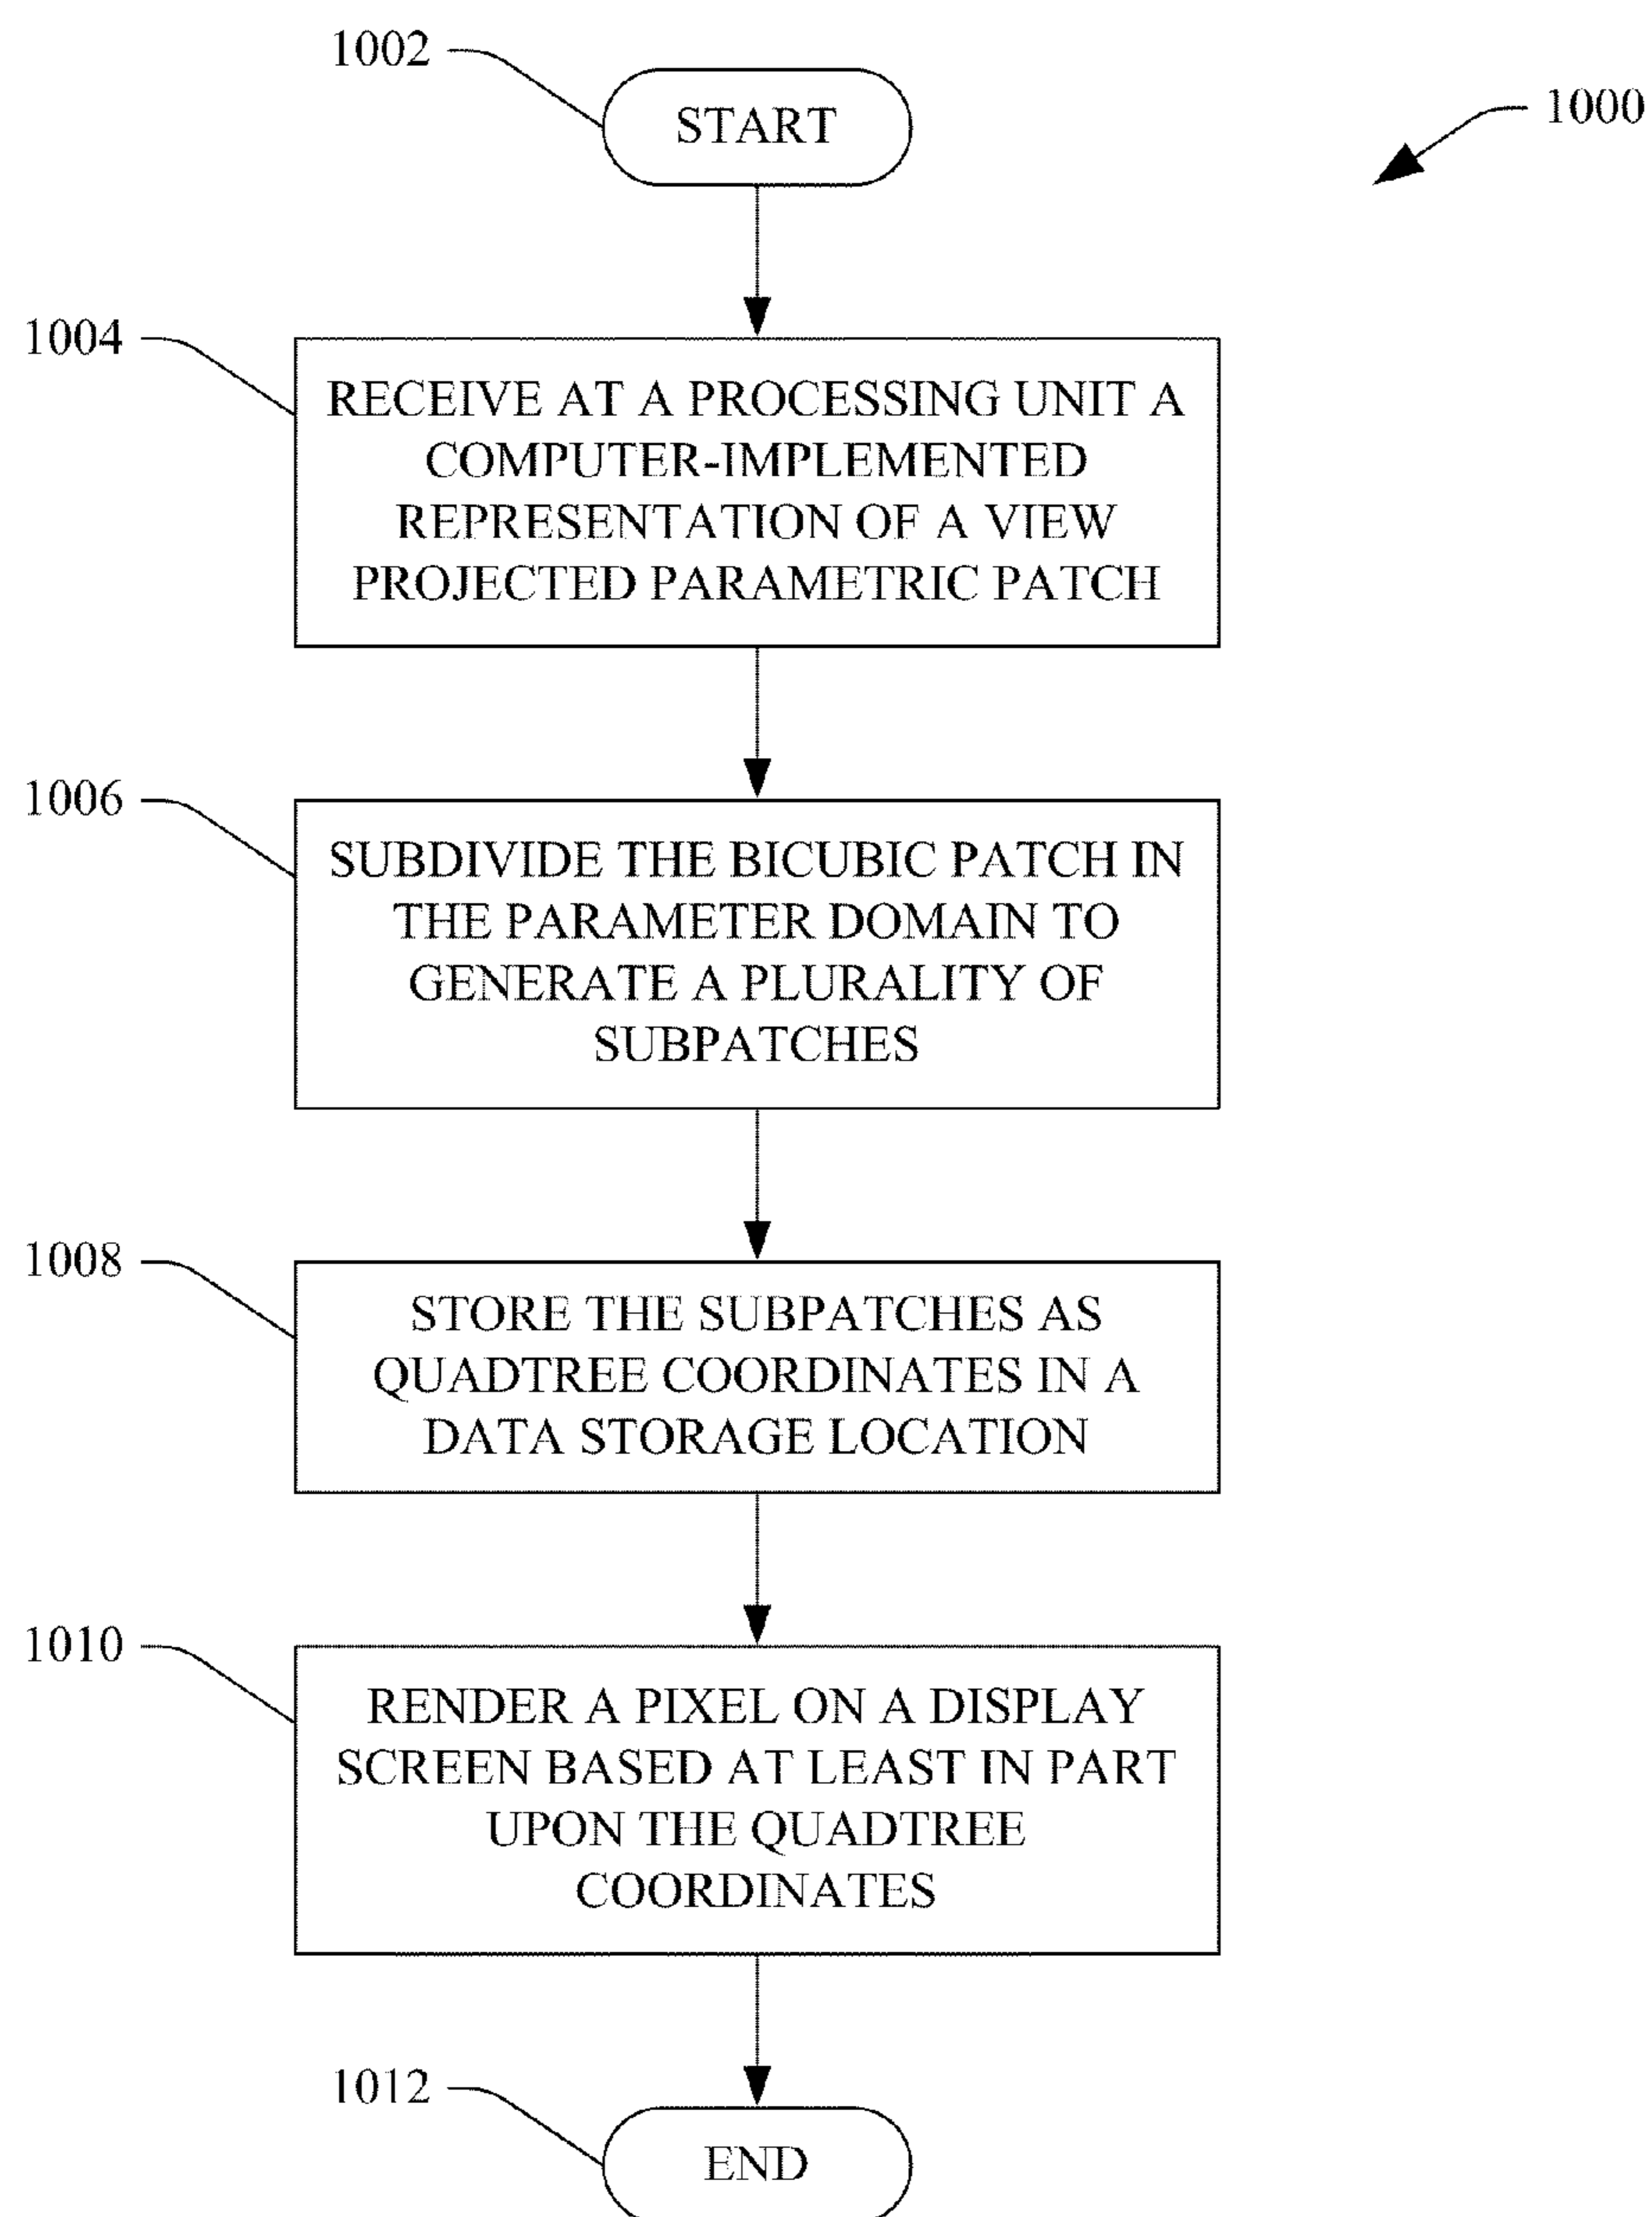 1002
START
1000
1004
RECEIVE AT A PROCESSING UNIT A
COMPUTER-IMPLEMENTED
REPRESENTATION OF A VIEW
PROJECTED PARAMETRIC PATCH
1006
SUBDIVIDE THE BICUBIC PATCH IN
THE PARAMETER DOMAIN TO
GENERATE A PLURALITY OF
SUBPATCHES
1008
STORE THE SUBPATCHES AS
QUADTREE COORDINATES IN A
DATA STORAGE LOCATION
1010
RENDER A PIXEL ON A DISPLAY
SCREEN BASED AT LEAST IN PART
UPON THE QUADTREE
COORDINATES
1012
END